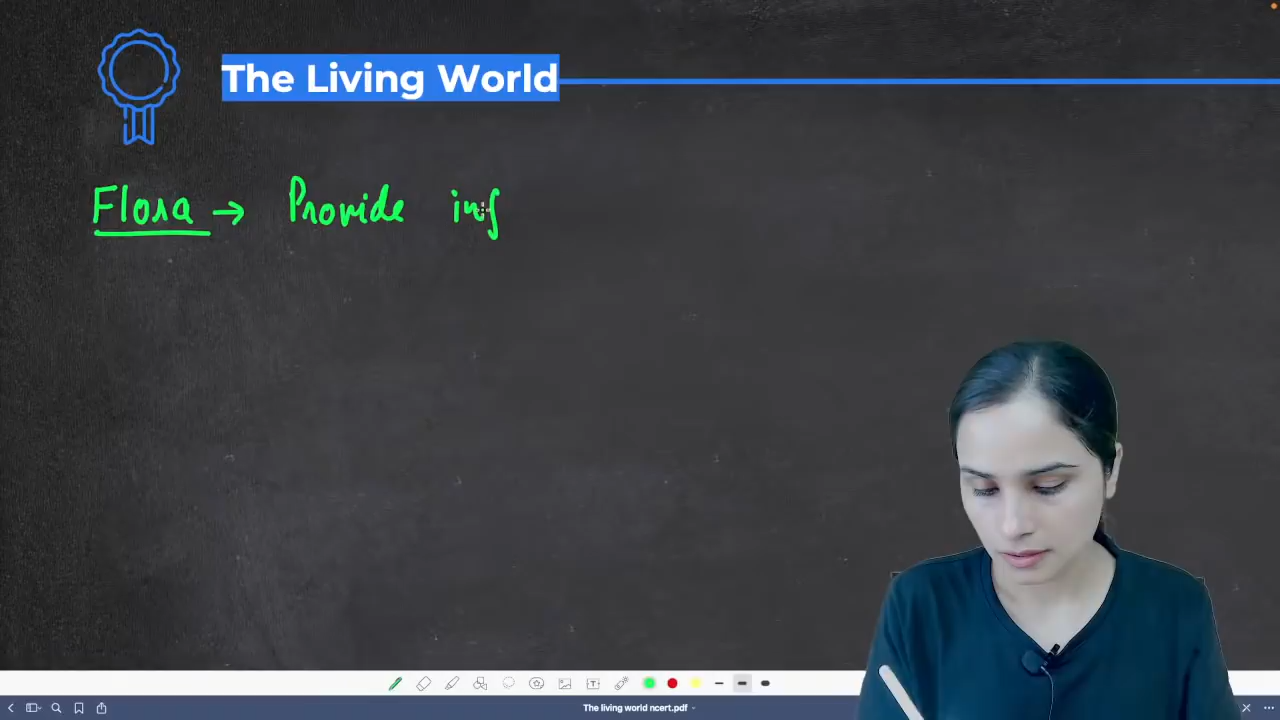 The Living World
Flora → Provide inf
The living world ncert.pdf